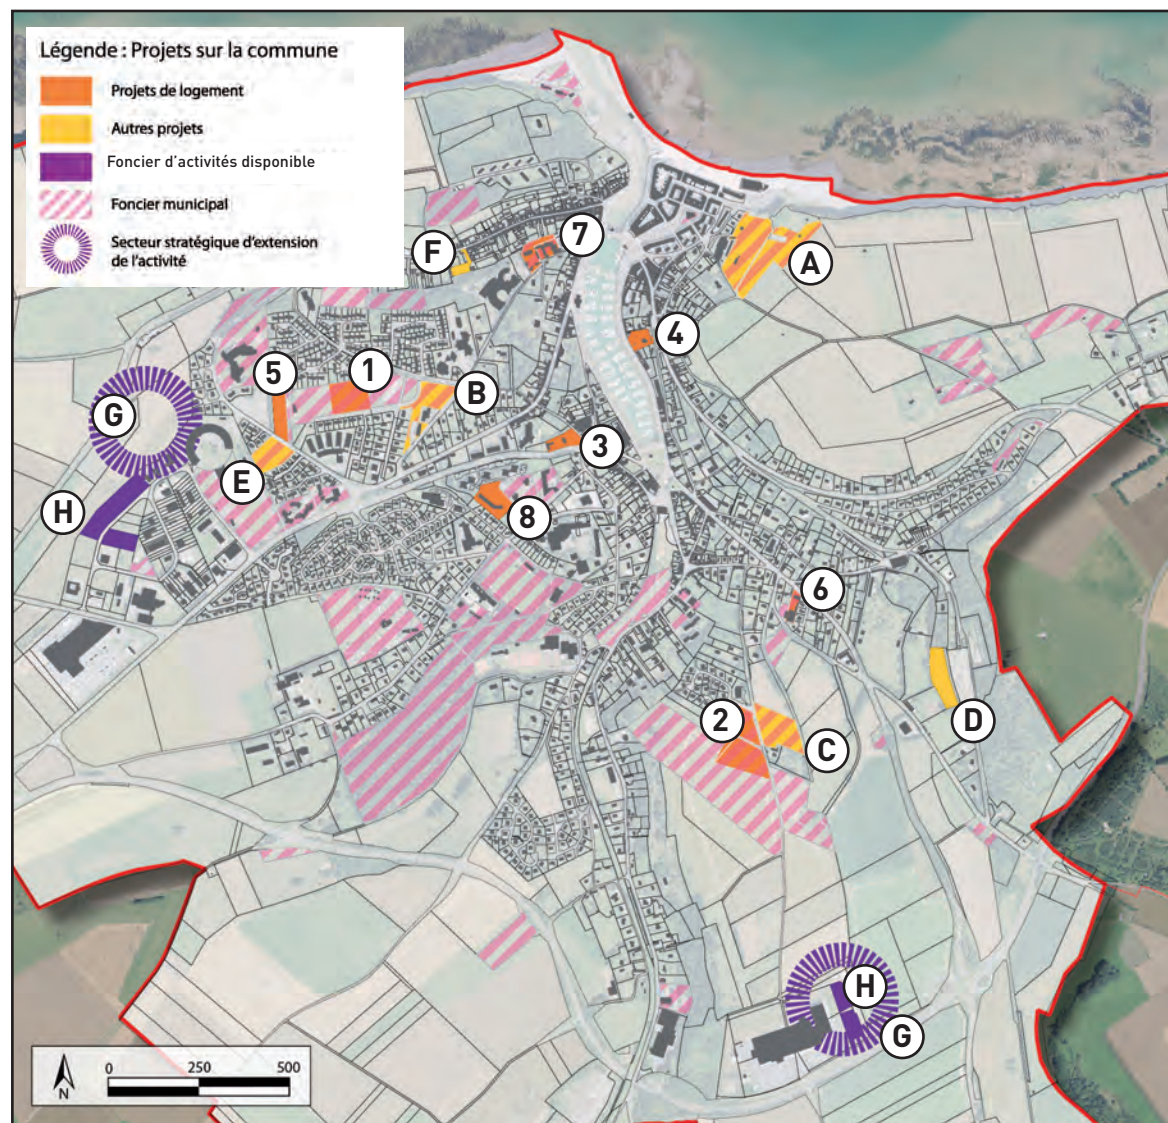 Légende : Projets sur la commune
Projets de logement
Autres projets
Foncier d'activités disponible
Foncier municipal
Secteur stratégique d'extension
de l'activité
7
F
A
4
5
1
B
G
3
E
H
8
6
2
C
D
H
G
N
0 250 500